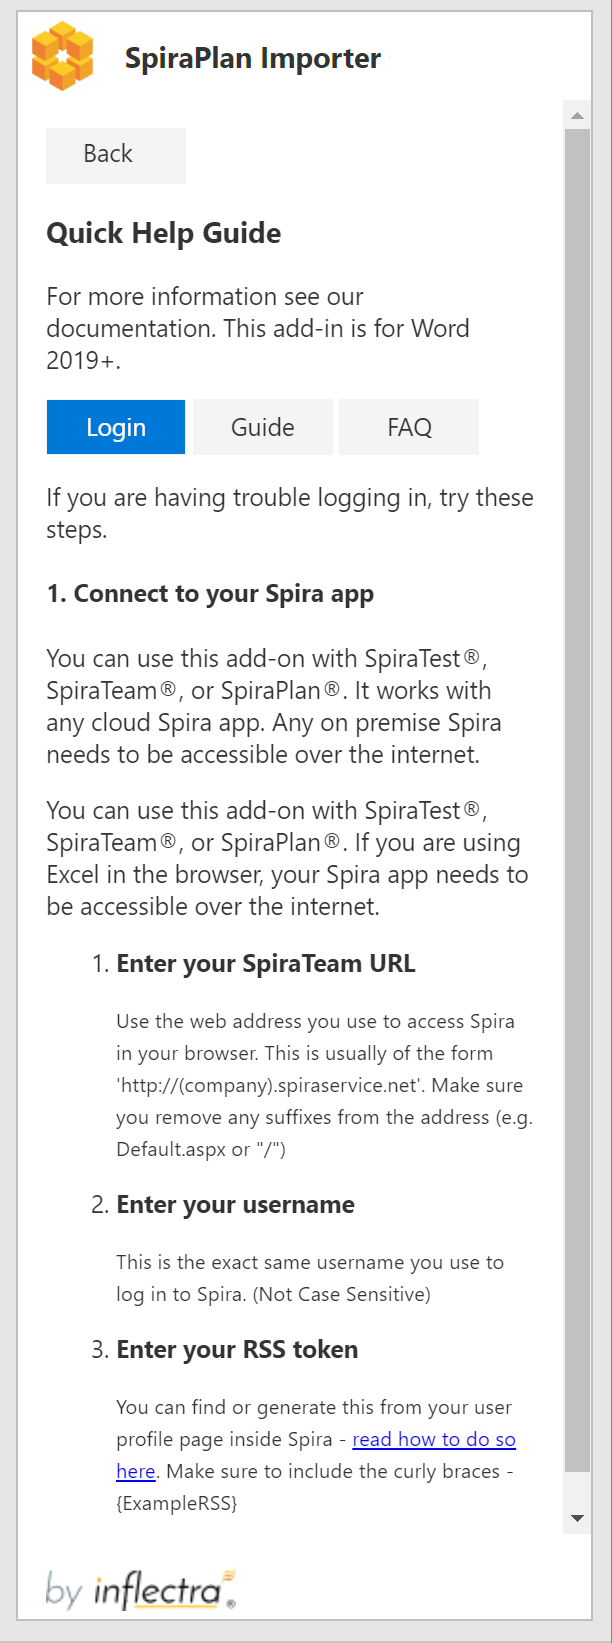 SpiraPlan Importer
Back
Quick Help Guide
For more information see our
documentation. This add-in is for Word
2019+.
Login Guide FAQ
If you are having trouble logging in, try these
steps.
1. Connect to your Spira app
You can use this add-on with SpiraTest®,
SpiraTeam®, or SpiraPlan®. It works with
any cloud Spira app. Any on premise Spira
needs to be accessible over the internet.
You can use this add-on with SpiraTest®,
SpiraTeam®, or SpiraPlan®. If you are using
Excel in the browser, your Spira app needs to
be accessible over the internet.
1. Enter your SpiraTeam URL
Use the web address you use to access Spira
in your browser. This is usually of the form
'http://(company).spiraservice.net'. Make sure
you remove any suffixes from the address (e.g.
Default.aspx or "/")
2. Enter your username
This is the exact same username you use to
log in to Spira. (Not Case Sensitive)
3. Enter your RSS token
You can find or generate this from your user
profile page inside Spira - read how to do so
here. Make sure to include the curly braces -
{ExampleRSS}
by inflectra®